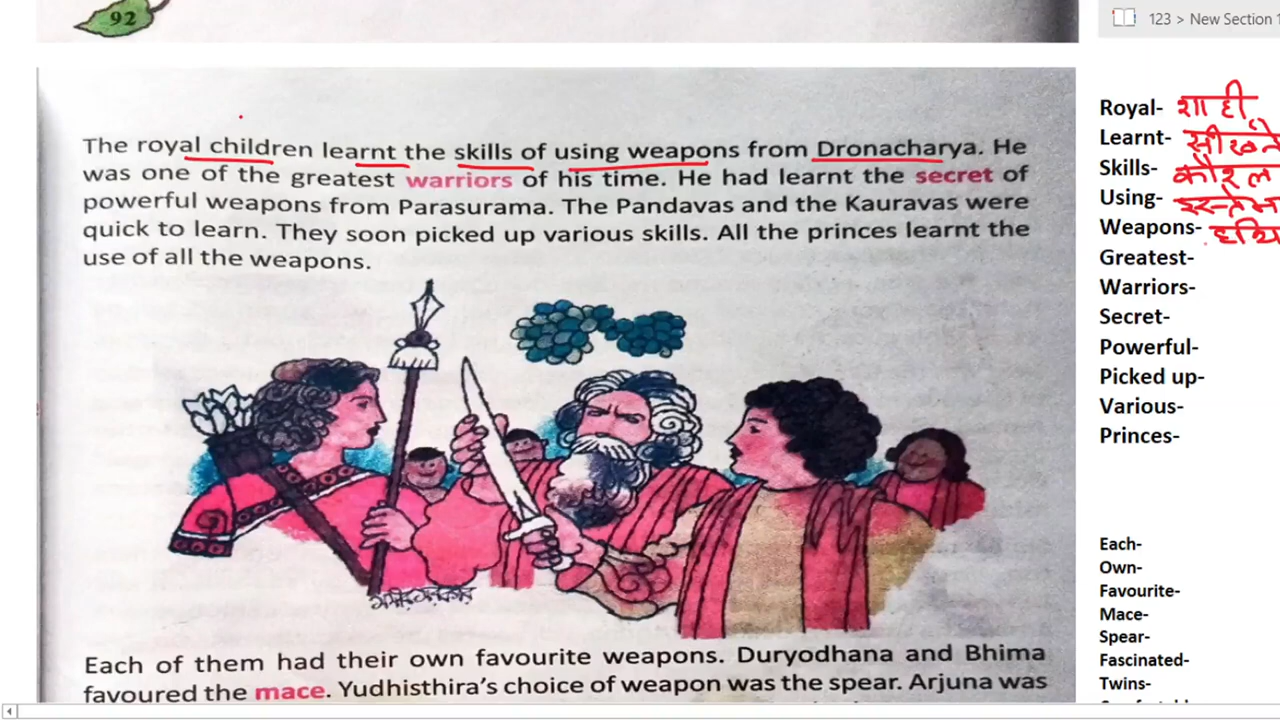 92
123 > New Section 1
The royal children learnt the skills of using weapons from Dronacharya. He
was one of the greatest warriors of his time. He had learnt the secret of
powerful weapons from Parasurama. The Pandavas and the Kauravas were
quick to learn. They soon picked up various skills. All the princes learnt the
use of all the weapons.
Each of them had their own favourite weapons. Duryodhana and Bhima
favoured the mace. Yudhisthira's choice of weapon was the spear. Arjuna was
Royal- शाही
Learnt- सीखने
Skills-
Using-
Weapons-
Greatest-
Warriors-
Secret-
Powerful-
Picked up-
Various-
Princes-
Each-
Own-
Favourite-
Mace-
Spear-
Fascinated-
Twins-